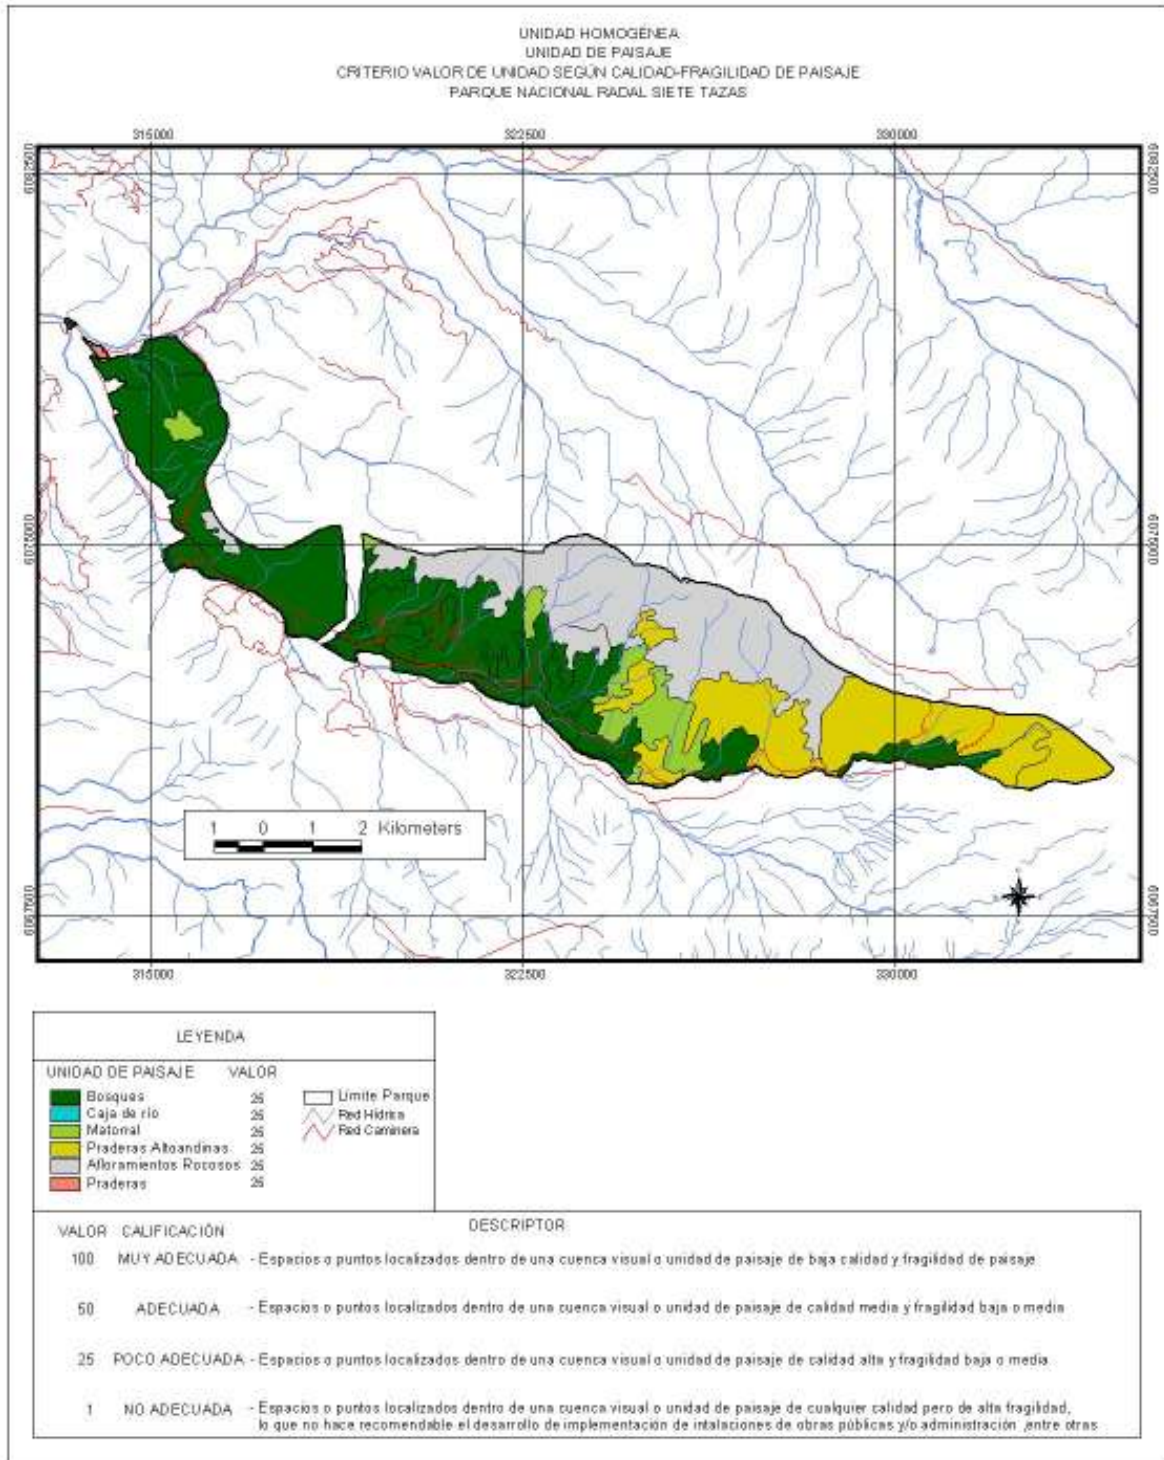 UNIDAD HOMOGÉNEA
UNIDAD DE PAISAJE
CRITERIO VALOR DE UNIDAD SEGÚN CALIDAD-FRAGILIDAD DE PAISAJE
PARQUE NACIONAL RADAL SIETE TAZAS
315000 322500 330000
6082500 6082500
6075000 6075000
1 0 1 2 Kilometers
6067500 6067500
315000 322500 330000
LEYENDA
UNIDAD DE PAISAJE VALOR
Bosques 25 Límite Parque
Caja de río 25 Red Hídrica
Matorral 25 Red Caminera
Praderas Altoandinas 25
Afloramientos Rocosos 25
Praderas 25
VALOR CALIFICACIÓN DESCRIPTOR
100 MUY ADECUADA - Espacios o puntos localizados dentro de una cuenca visual o unidad de paisaje de baja calidad y fragilidad de paisaje
50 ADECUADA - Espacios o puntos localizados dentro de una cuenca visual o unidad de paisaje de calidad media y fragilidad baja o media
25 POCO ADECUADA - Espacios o puntos localizados dentro de una cuenca visual o unidad de paisaje de calidad alta y fragilidad baja o media
1 NO ADECUADA - Espacios o puntos localizados dentro de una cuenca visual o unidad de paisaje de cualquier calidad pero de alta fragilidad,
lo que no hace recomendable el desarrollo de implementación de intalaciones de obras públicas y/o administración ,entre otras